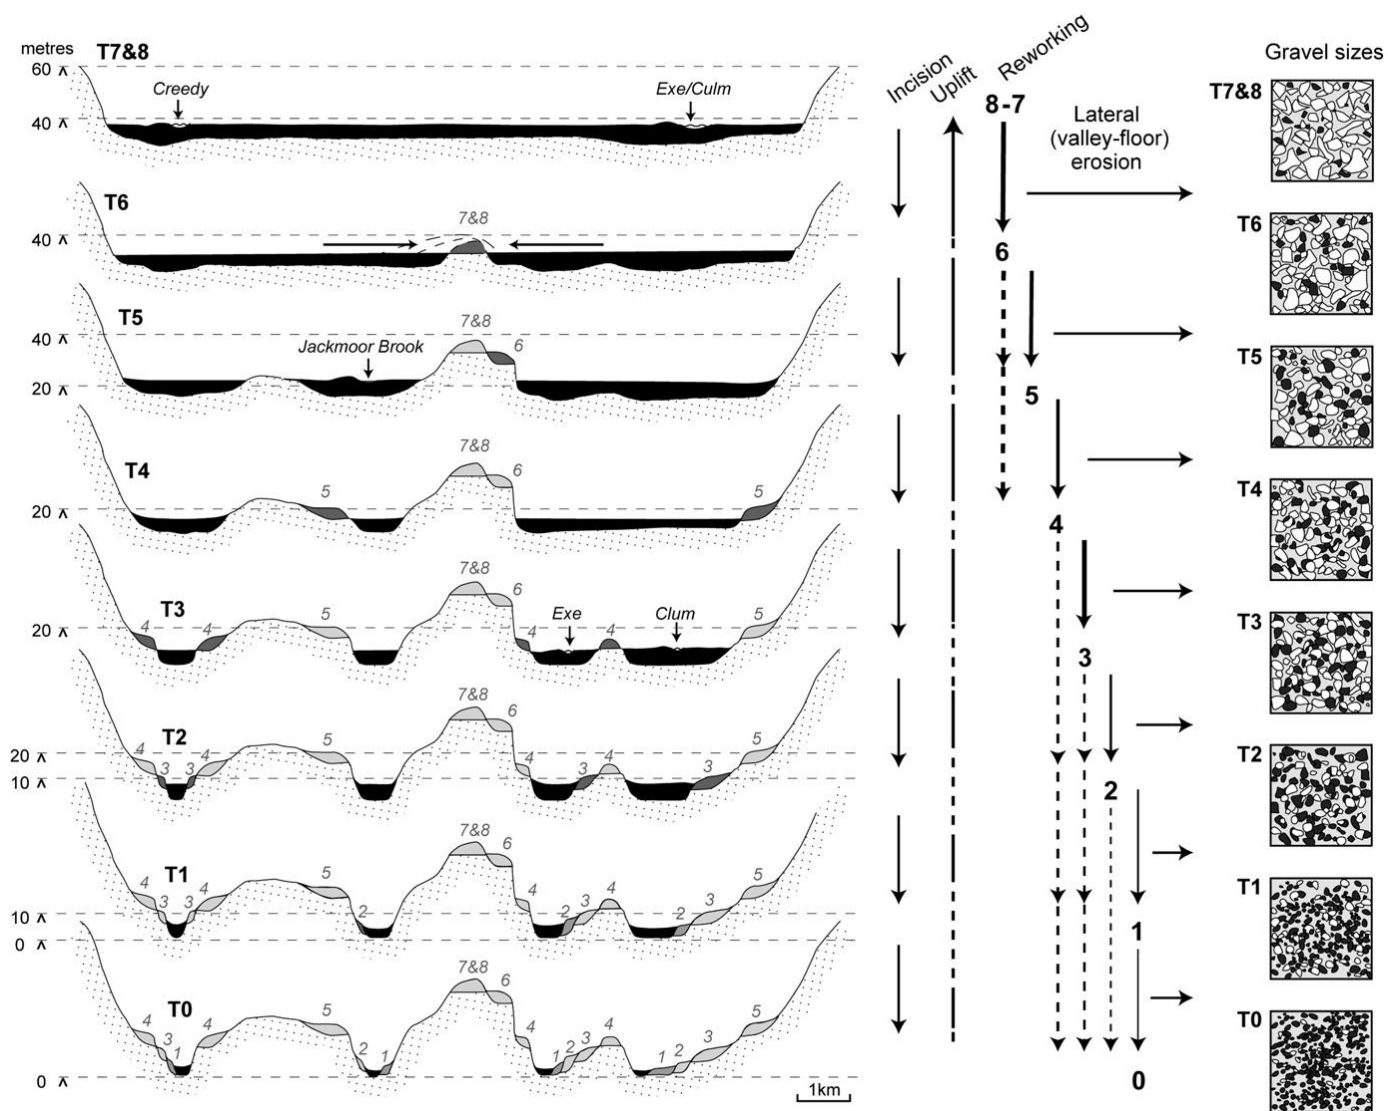 metres
T7&8
60
40
Creedy
Exe/Culm
T6
40
7&8
T5
40
20
Jackmoor Brook
7&8
6
T4
20
5
7&8
6
5
T3
20
4
4
5
7&8
6
4
Exe
4
Clum
5
T2
20
10
4
3
3
4
5
7&8
6
4
3
4
3
5
T1
10
0
4
3
3
4
5
2
7&8
6
4
2
3
4
2
3
5
T0
0
4
3
1
4
5
2
1
7&8
6
4
1
2
3
4
1
2
3
5
1km
Incision
Uplift
Reworking
8-7
6
5
4
3
2
1
0
Lateral
(valley-floor)
erosion
Gravel sizes
T7&8
T6
T5
T4
T3
T2
T1
T0